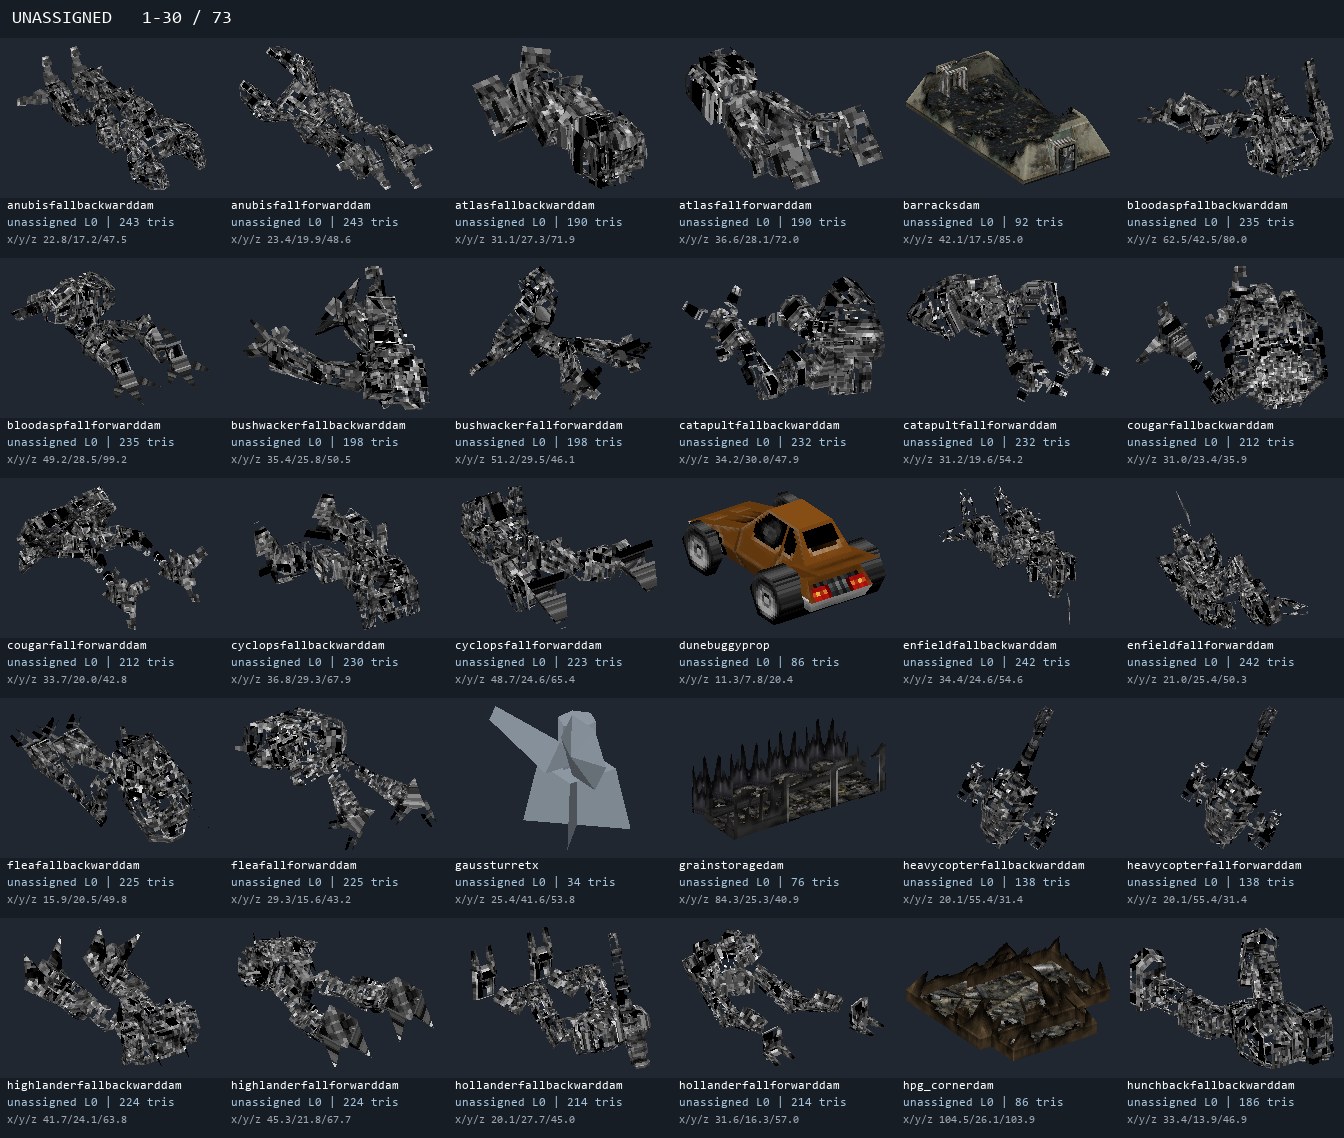 UNASSIGNED 1-30 / 73
anubisfallbackwarddam anubisfallforwarddam atlasfallbackwarddam atlasfallforwarddam barracksdam bloodaspfallbackwarddam
unassigned L0 | 243 tris unassigned L0 | 243 tris unassigned L0 | 190 tris unassigned L0 | 190 tris unassigned L0 | 92 tris unassigned L0 | 235 tris
x/y/z 22.8/17.2/47.5 x/y/z 23.4/19.9/48.6 x/y/z 31.1/27.3/71.9 x/y/z 36.6/28.1/72.0 x/y/z 42.1/17.5/85.0 x/y/z 62.5/42.5/80.0
bloodaspfallforwarddam bushwackerfallbackwarddam bushwackerfallforwarddam catapultfallbackwarddam catapultfallforwarddam cougarfallbackwarddam
unassigned L0 | 235 tris unassigned L0 | 198 tris unassigned L0 | 198 tris unassigned L0 | 232 tris unassigned L0 | 232 tris unassigned L0 | 212 tris
x/y/z 49.2/28.5/99.2 x/y/z 35.4/25.8/50.5 x/y/z 51.2/29.5/46.1 x/y/z 34.2/30.0/47.9 x/y/z 31.2/19.6/54.2 x/y/z 31.0/23.4/35.9
cougarfallforwarddam cyclopsfallbackwarddam cyclopsfallforwarddam dunebuggyprop enfieldfallbackwarddam enfieldfallforwarddam
unassigned L0 | 212 tris unassigned L0 | 230 tris unassigned L0 | 223 tris unassigned L0 | 86 tris unassigned L0 | 242 tris unassigned L0 | 242 tris
x/y/z 33.7/20.0/42.8 x/y/z 36.8/29.3/67.9 x/y/z 48.7/24.6/65.4 x/y/z 11.3/7.8/20.4 x/y/z 34.4/24.6/54.6 x/y/z 21.0/25.4/50.3
fleafallbackwarddam fleafallforwarddam gaussturretx grainstoragedam heavycopterfallbackwarddam heavycopterfallforwarddam
unassigned L0 | 225 tris unassigned L0 | 225 tris unassigned L0 | 34 tris unassigned L0 | 76 tris unassigned L0 | 138 tris unassigned L0 | 138 tris
x/y/z 15.9/20.5/49.8 x/y/z 29.3/15.6/43.2 x/y/z 25.4/41.6/53.8 x/y/z 84.3/25.3/40.9 x/y/z 20.1/55.4/31.4 x/y/z 20.1/55.4/31.4
highlanderfallbackwarddam highlanderfallforwarddam hollanderfallbackwarddam hollanderfallforwarddam hpg_cornerdam hunchbackfallbackwarddam
unassigned L0 | 224 tris unassigned L0 | 224 tris unassigned L0 | 214 tris unassigned L0 | 214 tris unassigned L0 | 86 tris unassigned L0 | 186 tris
x/y/z 41.7/24.1/63.8 x/y/z 45.3/21.8/67.7 x/y/z 20.1/27.7/45.0 x/y/z 31.6/16.3/57.0 x/y/z 104.5/26.1/103.9 x/y/z 33.4/13.9/46.9